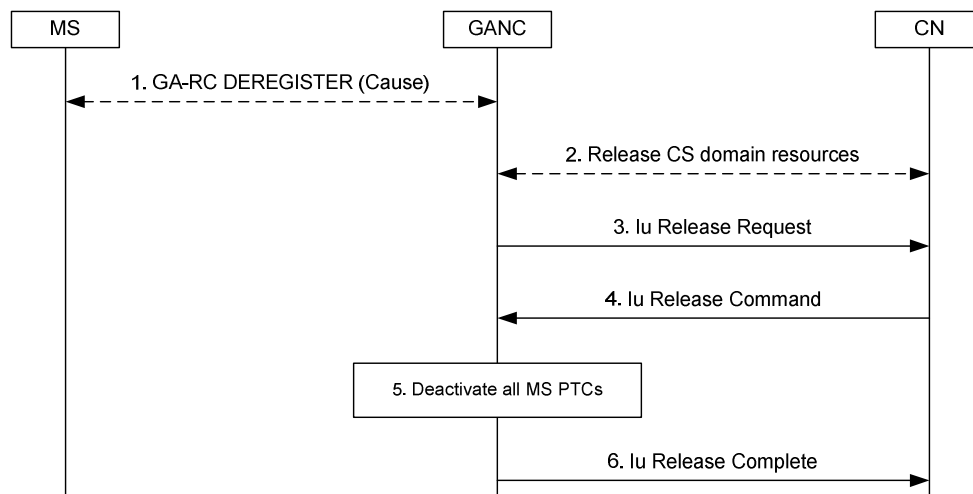 MS
GANC
CN
1. GA-RC DEREGISTER (Cause)
2. Release CS domain resources
3. Iu Release Request
4. Iu Release Command
5. Deactivate all MS PTCs
6. Iu Release Complete